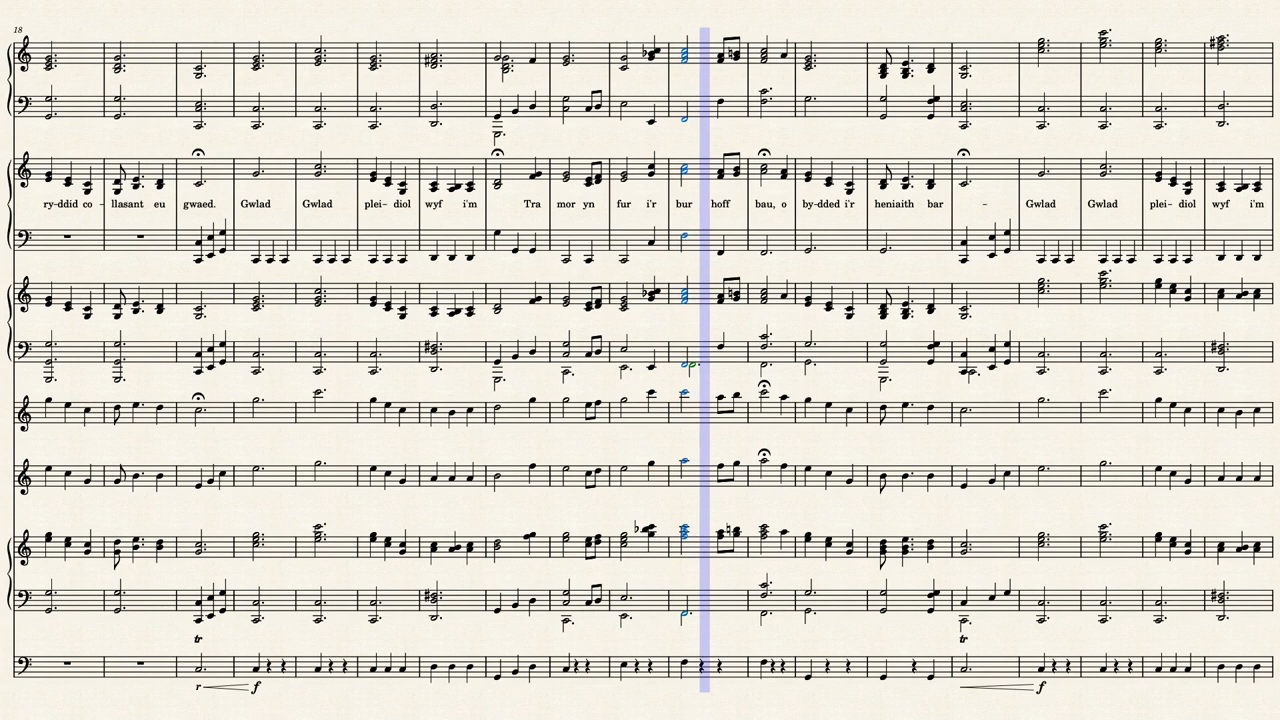 18
ry-ddid co - llasant eu gwaed. Gwlad Gwlad plei- diol wyf i'm Tra mor yn fur i'r bur hoff bau, o by-dded i'r heniaith bar - Gwlad Gwlad plei- diol wyf i'm
tr tr
r f f